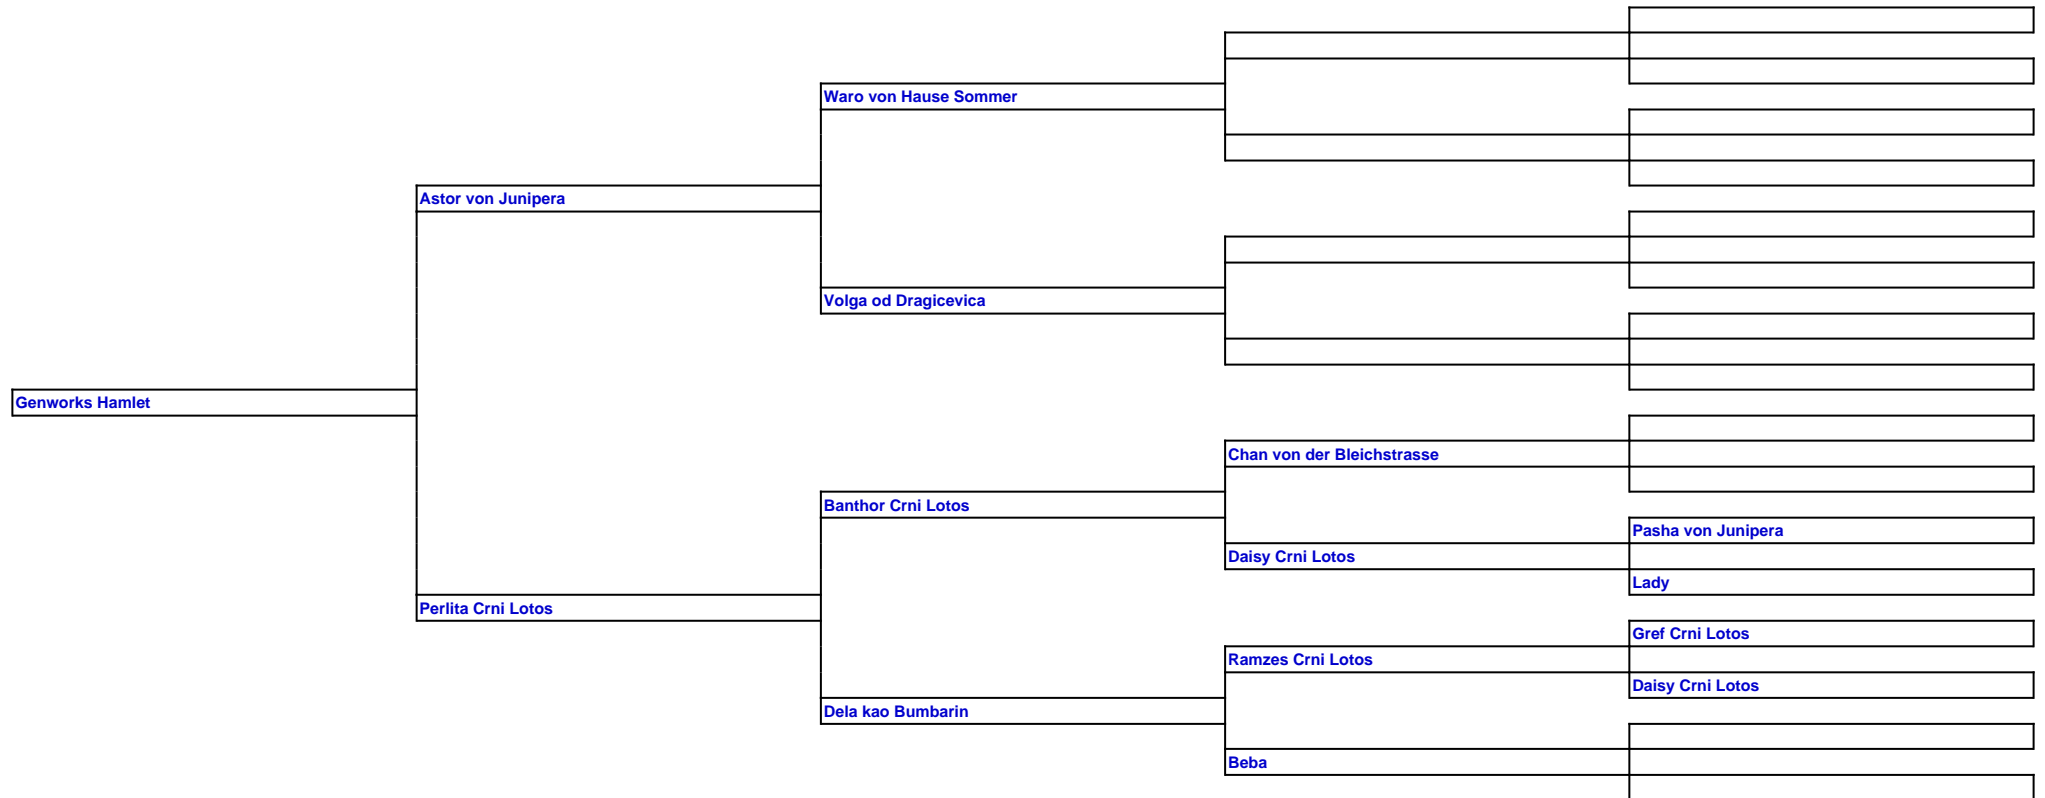 Waro von Hause Sommer
Astor von Junipera
Volga od Dragicevica
Genworks Hamlet
Chan von der Bleichstrasse
Banthor Crni Lotos
Pasha von Junipera
Daisy Crni Lotos
Lady
Perlita Crni Lotos
Gref Crni Lotos
Ramzes Crni Lotos
Daisy Crni Lotos
Dela kao Bumbarin
Beba